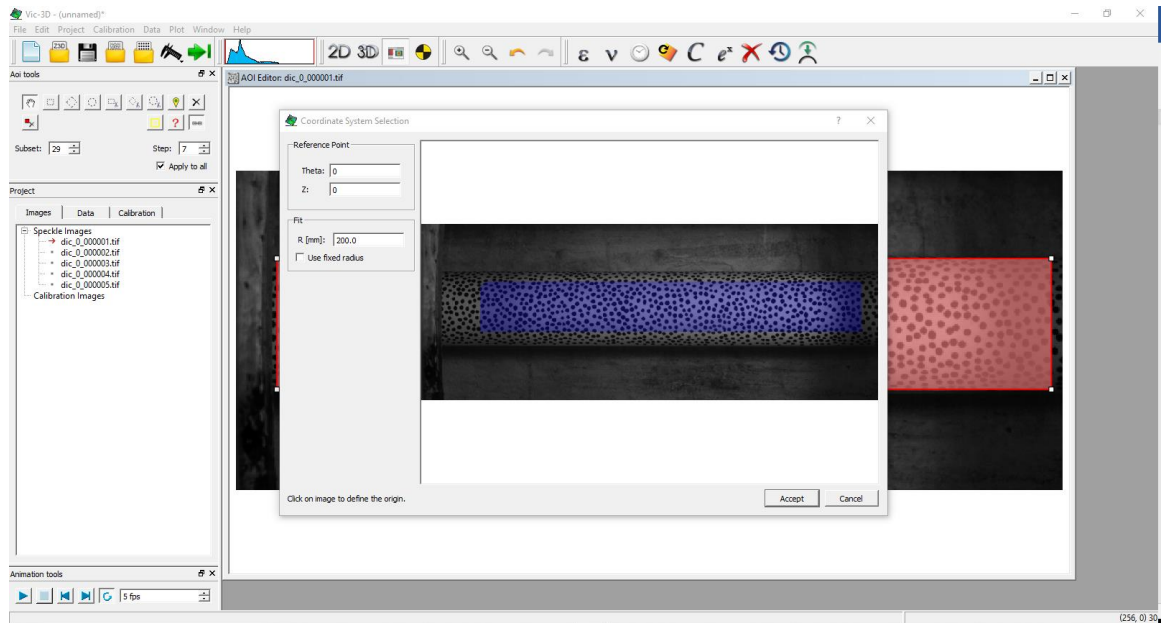 Vic-3D - (unnamed)*
File Edit Project Calibration Data Plot Window Help
2D 3D ε ν C eˣ
Aoi tools
AOI Editor: dic_0_000001.tif
Subset: 29 Step: 7
Apply to all
Project
Images Data Calibration
Speckle Images
dic_0_000001.tif
dic_0_000002.tif
dic_0_000003.tif
dic_0_000004.tif
dic_0_000005.tif
Calibration Images
Coordinate System Selection
Reference Point
Theta: 0
Z: 0
Fit
R [mm]: 200.0
Use fixed radius
Click on image to define the origin.
Accept Cancel
Animation tools
5 fps
(256, 0) 30